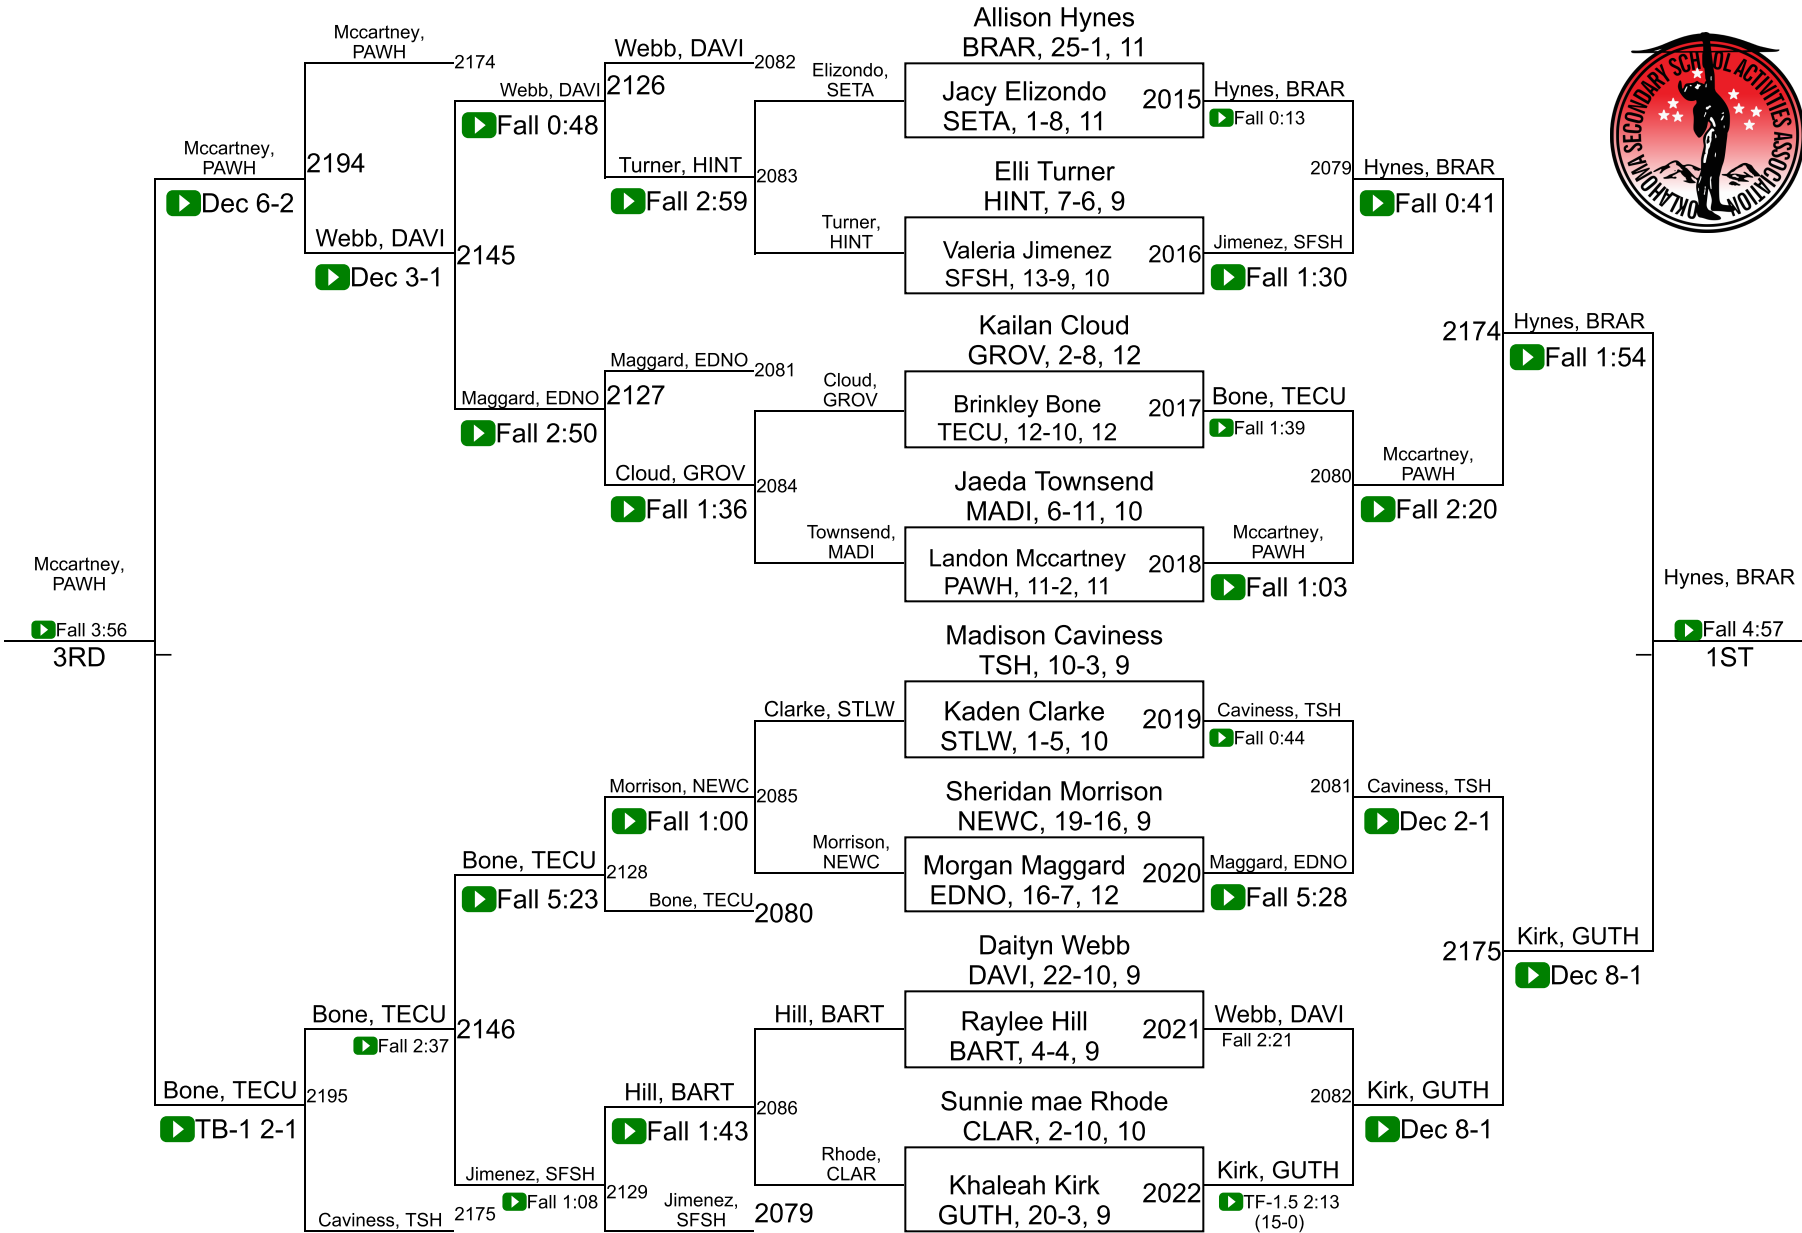 Mccartney,
PAWH
2174
2194
Mccartney,
PAWH
Dec 6-2
Webb, DAVI
Dec 3-1
2145
Webb, DAVI
Fall 0:48
2126
Webb, DAVI
2082
Turner, HINT
Fall 2:59
2083
Elizondo,
SETA
Turner,
HINT
Maggard, EDNO
Fall 2:50
2127
Maggard, EDNO
2081
Cloud, GROV
Fall 1:36
2084
Cloud,
GROV
Townsend,
MADI
Mccartney,
PAWH
Fall 3:56
3RD
Clarke, STLW
Morrison, NEWC
Fall 1:00
2085
Morrison,
NEWC
Bone, TECU
Fall 5:23
2128
Bone, TECU
2080
Bone, TECU
Fall 2:37
2146
Bone, TECU
TB-1 2-1
2195
Caviness, TSH
2175
Hill, BART
Hill, BART
Fall 1:43
2086
Rhode,
CLAR
Jimenez, SFSH
Fall 1:08
2129
Jimenez,
SFSH
2079
Allison Hynes
BRAR, 25-1, 11
Jacy Elizondo
SETA, 1-8, 11
2015
Elli Turner
HINT, 7-6, 9
Valeria Jimenez
SFSH, 13-9, 10
2016
Kailan Cloud
GROV, 2-8, 12
Brinkley Bone
TECU, 12-10, 12
2017
Jaeda Townsend
MADI, 6-11, 10
Landon Mccartney
PAWH, 11-2, 11
2018
Madison Caviness
TSH, 10-3, 9
Kaden Clarke
STLW, 1-5, 10
2019
Sheridan Morrison
NEWC, 19-16, 9
Morgan Maggard
EDNO, 16-7, 12
2020
Daityn Webb
DAVI, 22-10, 9
Raylee Hill
BART, 4-4, 9
2021
Sunnie mae Rhode
CLAR, 2-10, 10
Khaleah Kirk
GUTH, 20-3, 9
2022
Hynes, BRAR
Fall 0:13
2079
Jimenez, SFSH
Fall 1:30
Hynes, BRAR
Fall 0:41
Bone, TECU
Fall 1:39
2080
Mccartney,
PAWH
Fall 1:03
Mccartney,
PAWH
Fall 2:20
2174
Hynes, BRAR
Fall 1:54
Caviness, TSH
Fall 0:44
2081
Maggard, EDNO
Fall 5:28
Caviness, TSH
Dec 2-1
Webb, DAVI
Fall 2:21
2082
Kirk, GUTH
TF-1.5 2:13
(15-0)
Kirk, GUTH
Dec 8-1
2175
Kirk, GUTH
Dec 8-1
Hynes, BRAR
Fall 4:57
1ST
OKLAHOMA SECONDARY SCHOOL ACTIVITIES ASSOCIATION